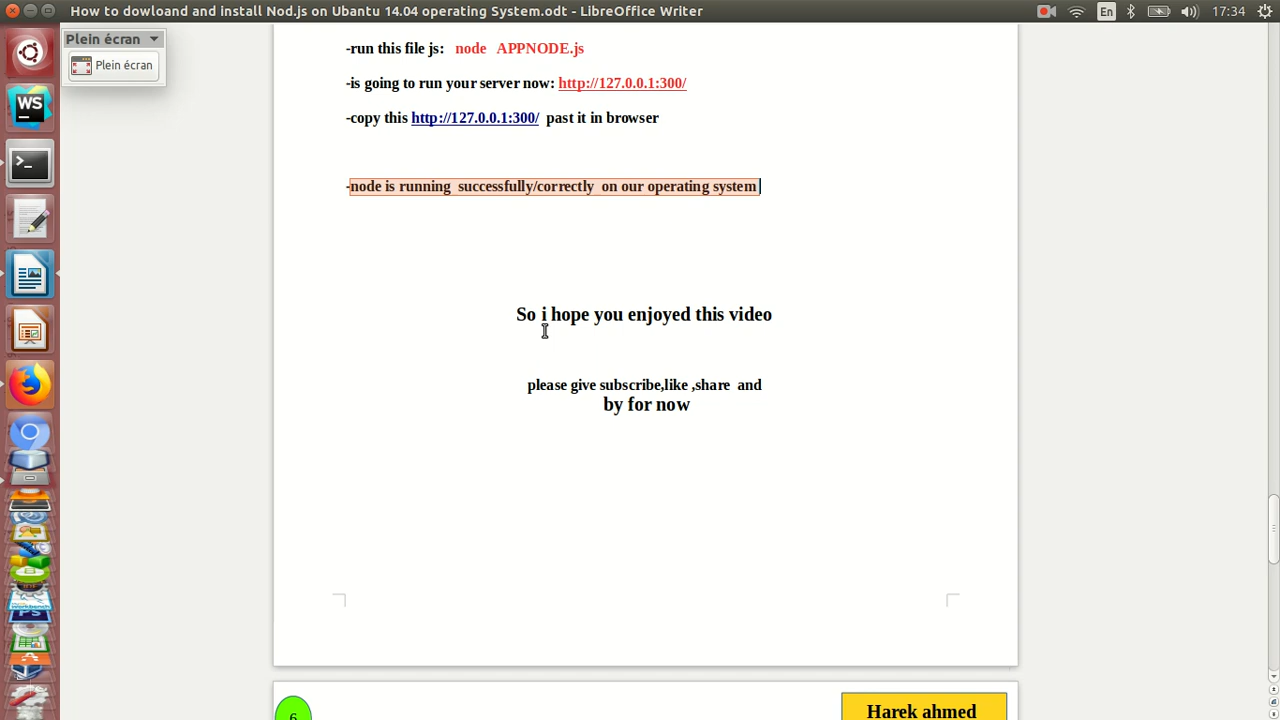 How to dowloand and install Nod.js on Ubantu 14.04 operating System.odt - LibreOffice Writer
En
17:34
Plein écran
Plein écran
WS
-run this file js: node APPNODE.js
-is going to run your server now: http://127.0.0.1:300/
-copy this http://127.0.0.1:300/ past it in browser
-node is running successfully/correctly on our operating system
So i hope you enjoyed this video
please give subscribe,like ,share and
by for now
6
Harek ahmed